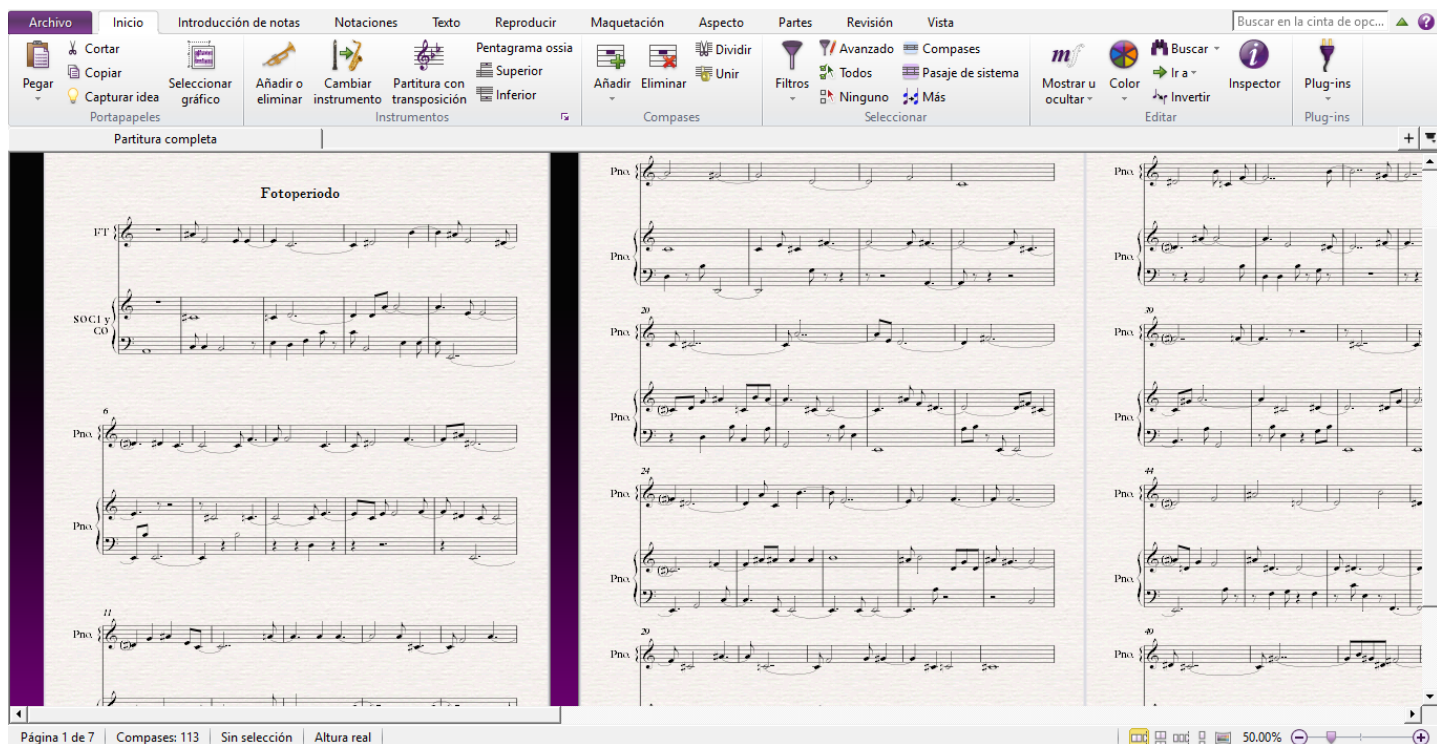 Archivo Inicio Introducción de notas Notaciones Texto Reproducir Maquetación Aspecto Partes Revisión Vista Buscar en la cinta de opc...
Pegar
Cortar
Copiar
Capturar idea
Seleccionar gráfico
Portapapeles
Añadir o eliminar
Cambiar instrumento
Partitura con transposición
Pentagrama ossia
Superior
Inferior
Instrumentos
Añadir
Eliminar
Dividir
Unir
Compases
Filtros
Avanzado
Todos
Ninguno
Compases
Pasaje de sistema
Más
Seleccionar
Mostrar u ocultar
Color
Buscar
Ir a
Invertir
Inspector
Editar
Plug-ins
Plug-ins
Partitura completa
Fotoperiodo
FT
SOC1 y
CO
6
Pno.
Pno.
11
Pno.
Pno.
Pno.
20
Pno.
Pno.
24
Pno.
Pno.
29
Pno.
Pno.
Pno.
39
Pno.
Pno.
44
Pno.
Pno.
49
Pno.
Página 1 de 7 Compases: 113 Sin selección Altura real 50.00%